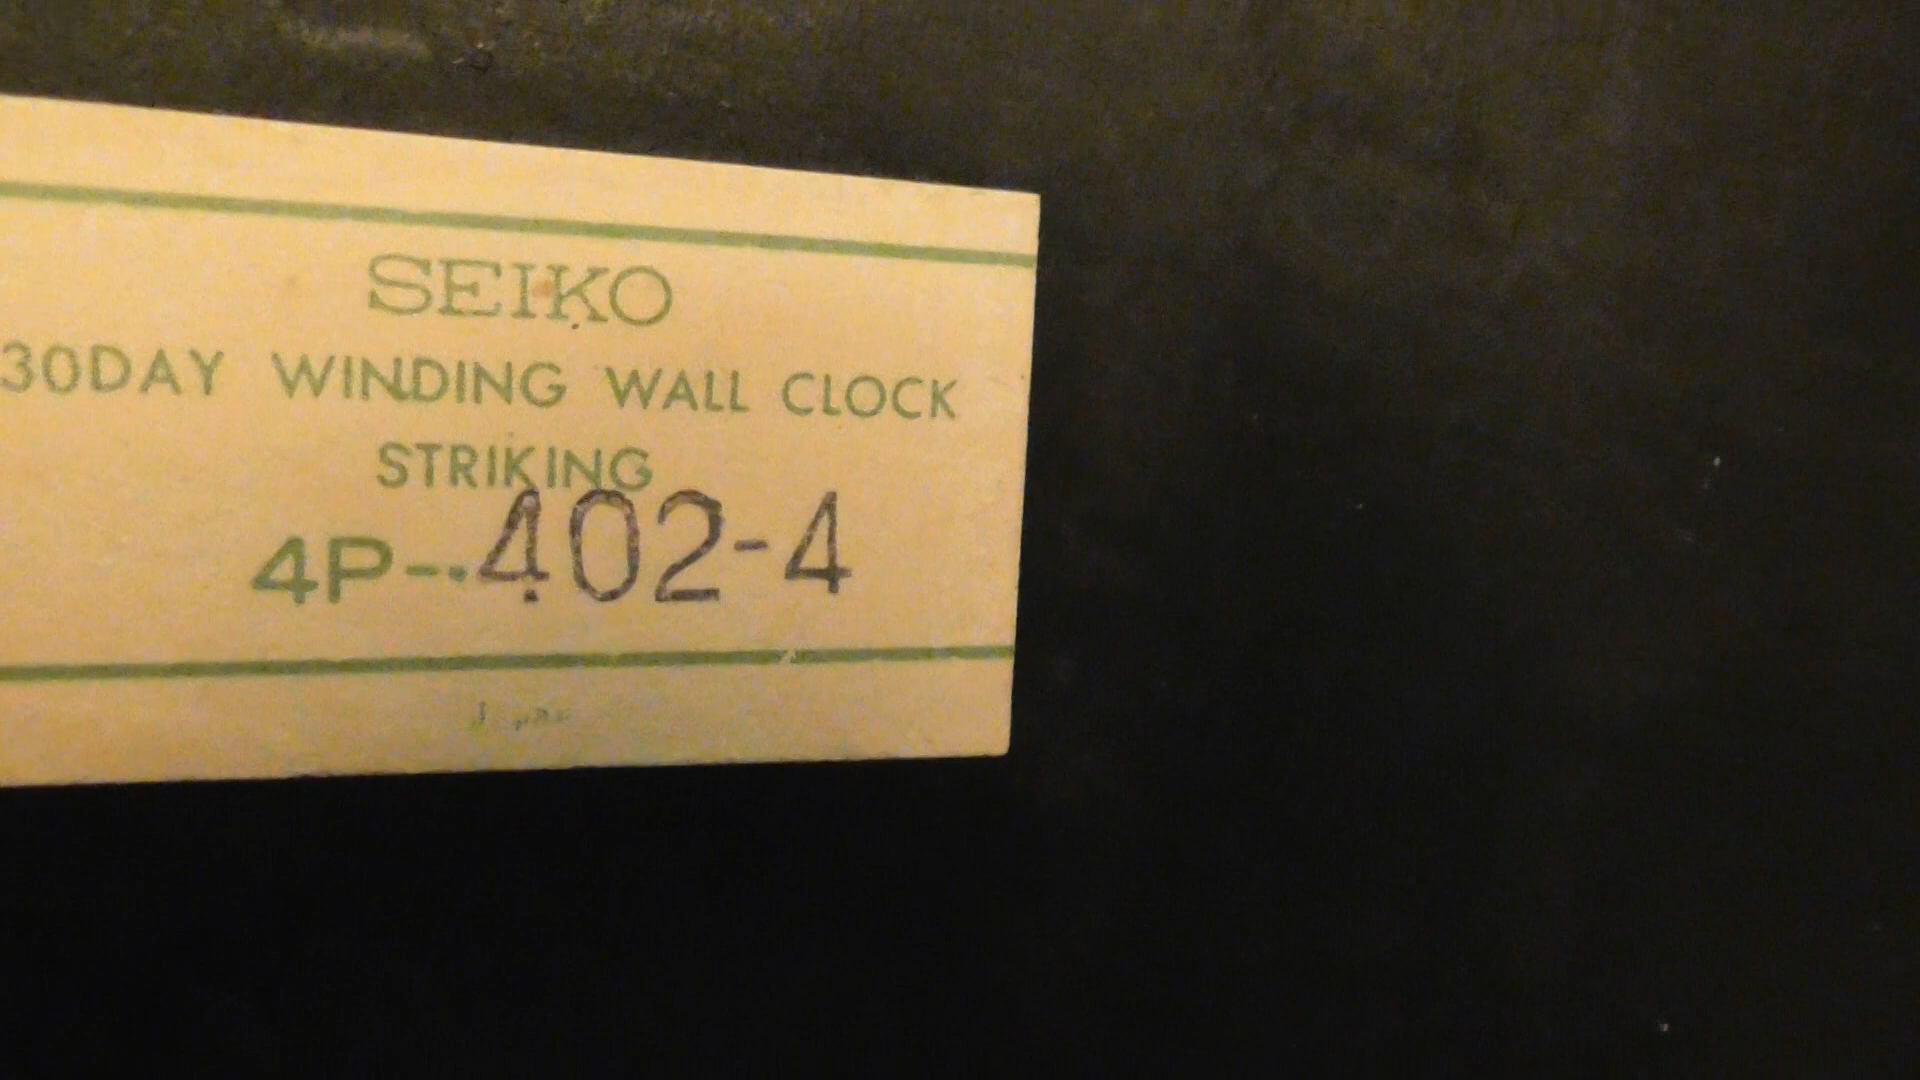 SEIKO
30DAY WINDING WALL CLOCK
STRIKING
4P-402-4